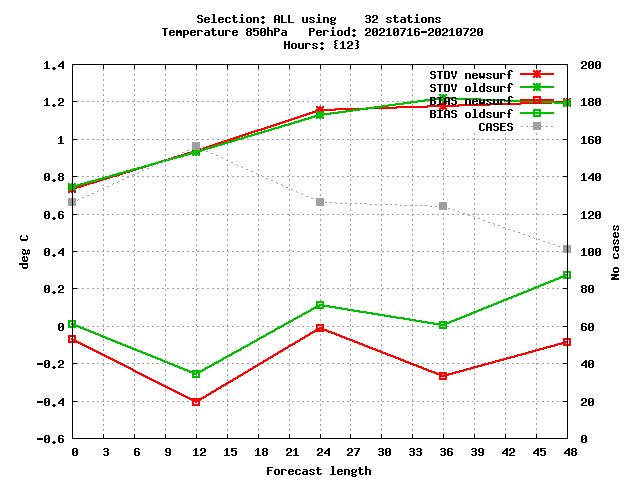 Selection: ALL using    32 stations
Temperature 850hPa   Period: 20210716-20210720
Hours: {12}
1.4
1.2
1
0.8
0.6
0.4
0.2
0
-0.2
-0.4
-0.6
deg C
STDV newsurf
STDV oldsurf
BIAS newsurf
BIAS oldsurf
CASES
200
180
160
140
120
100
80
60
40
20
0
No cases
0 3 6 9 12 15 18 21 24 27 30 33 36 39 42 45 48
Forecast length